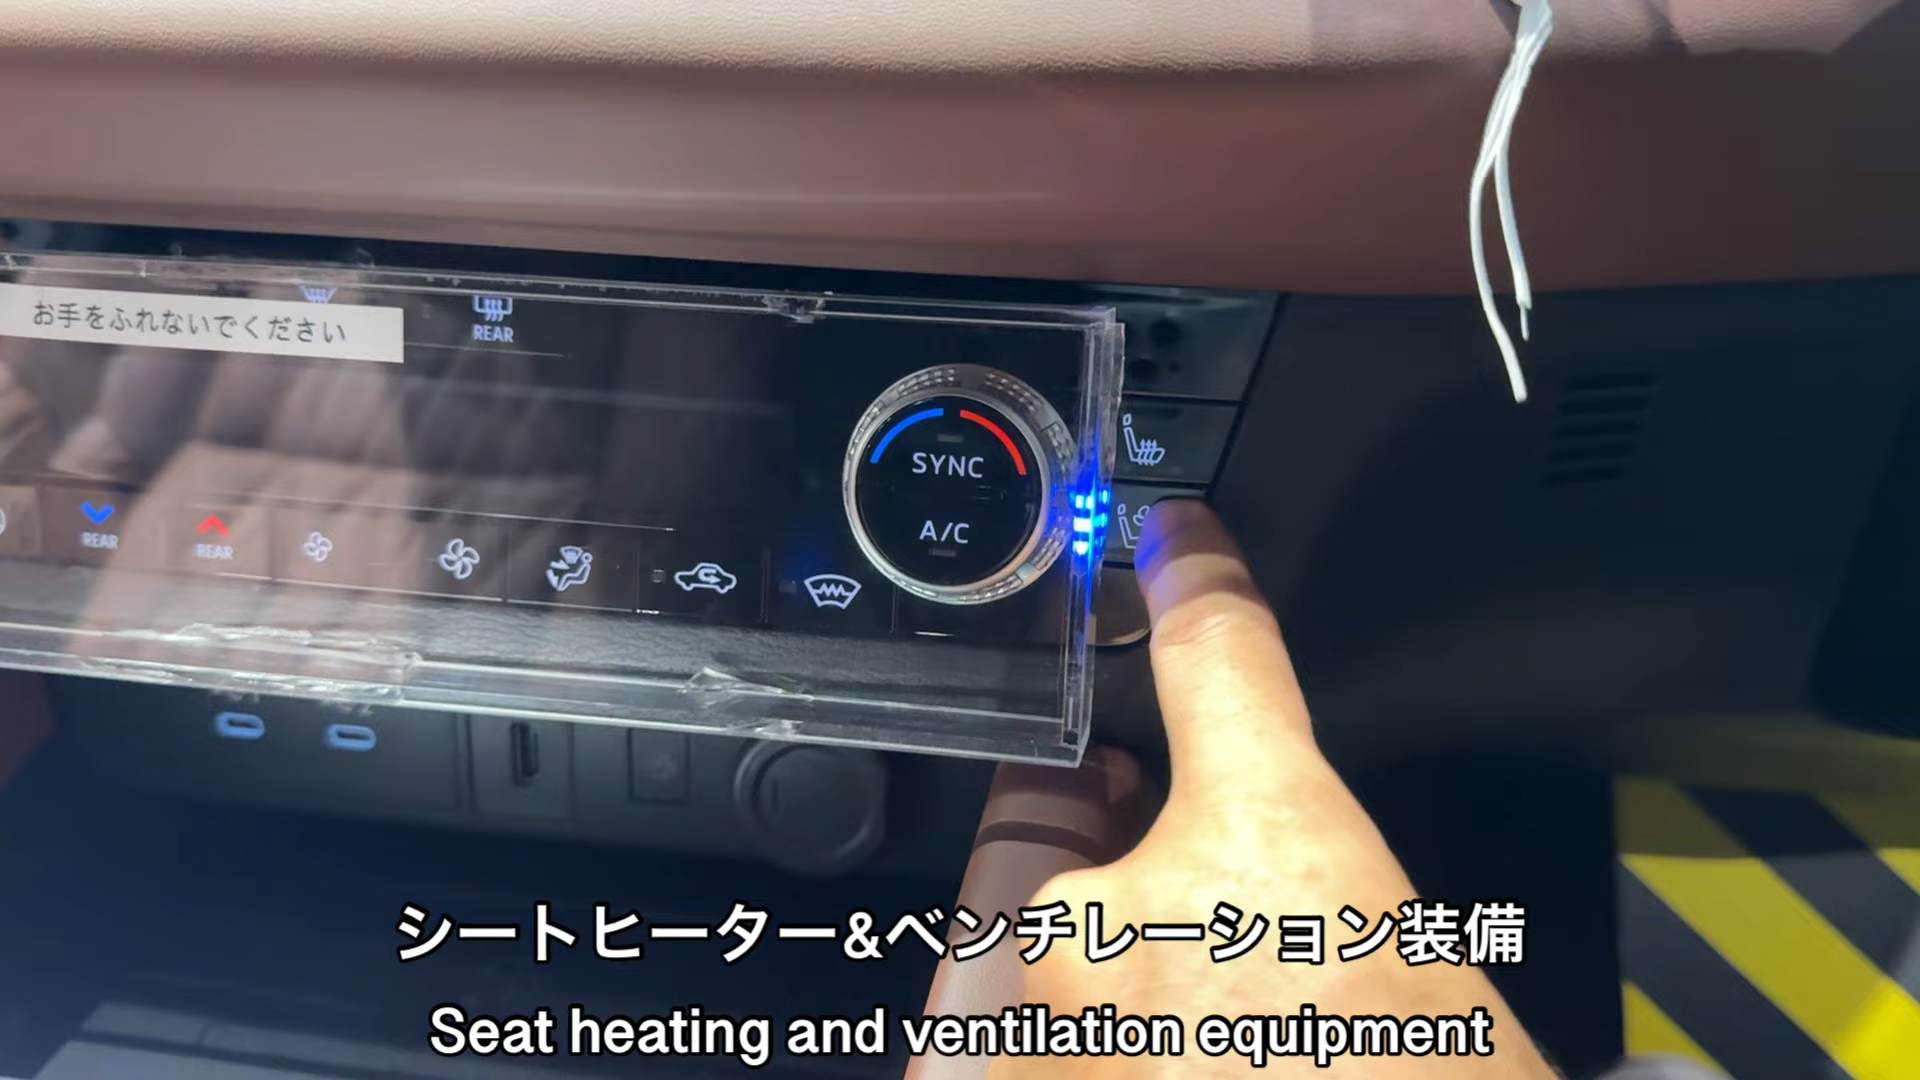 お手をふれないでください
REAR
SYNC
A/C
REAR
REAR
シートヒーター&ベンチレーション装備
Seat heating and ventilation equipment